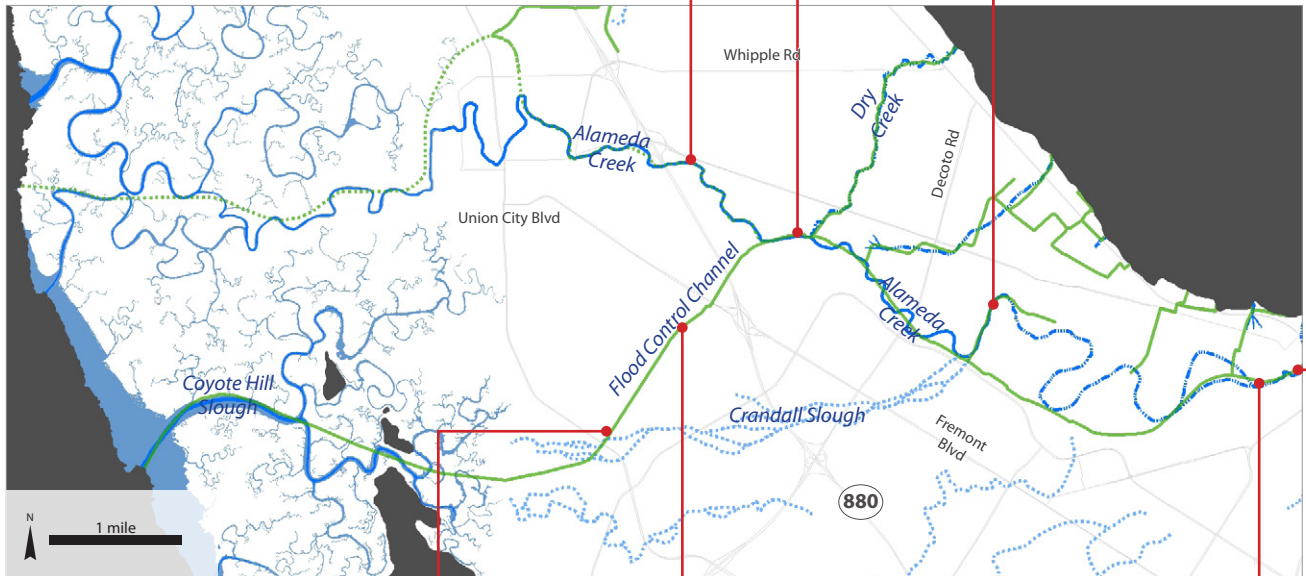 Whipple Rd
Dry
Creek
Alameda
Creek
Decoto Rd
Union City Blvd
Flood Control Channel
Alameda
Creek
Coyote Hill
Slough
Crandall Slough
Fremont
Blvd
880
N
1 mile